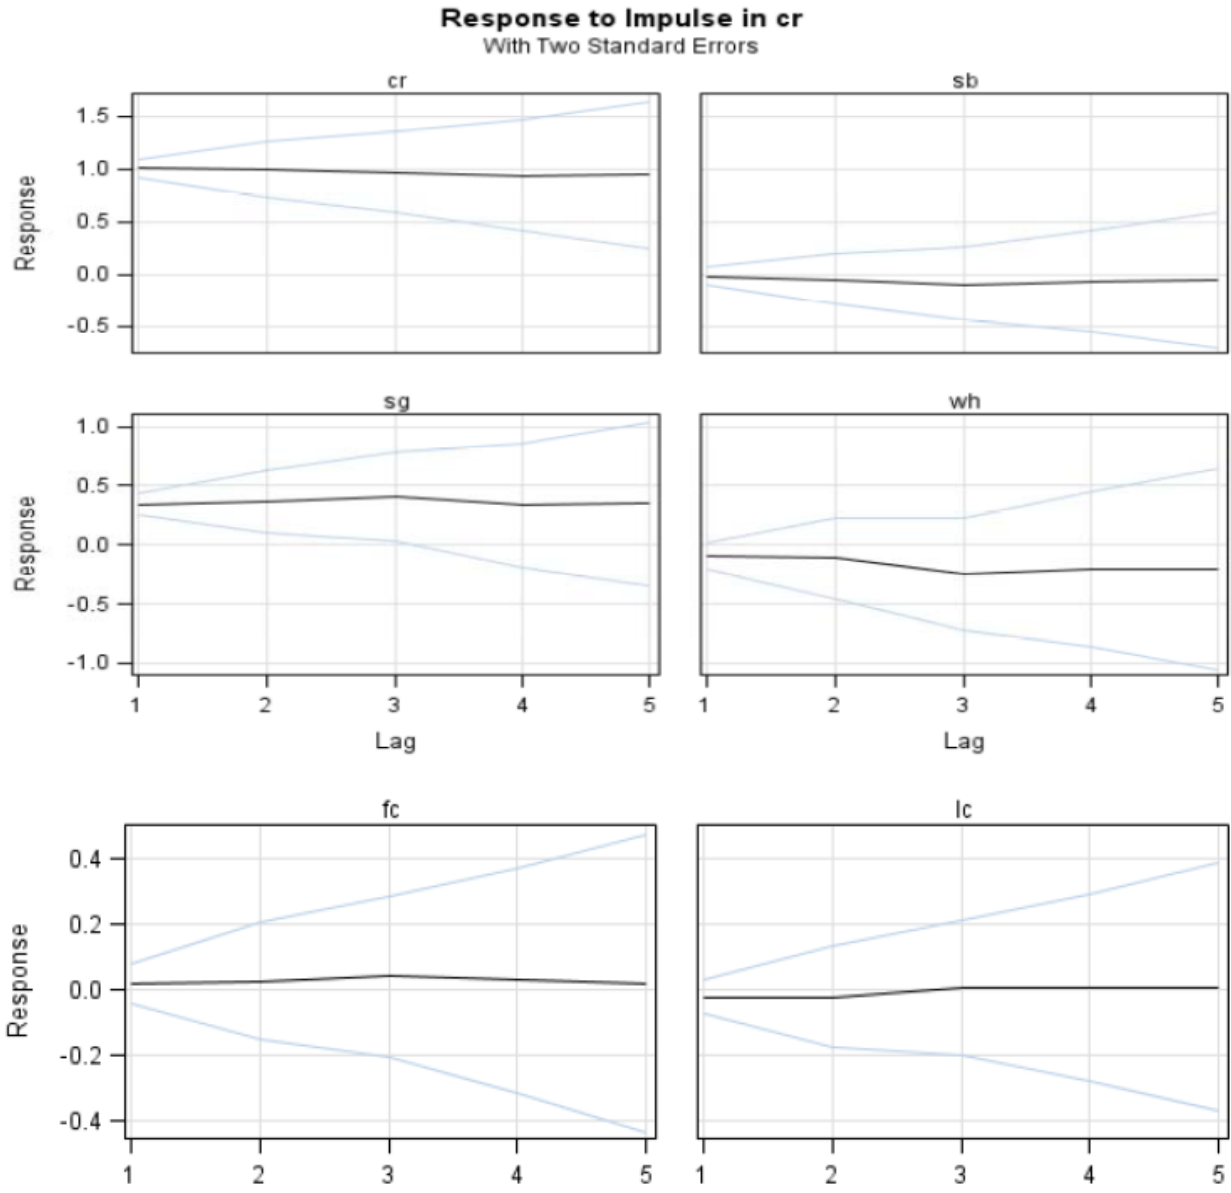 Response to Impulse in cr
With Two Standard Errors
cr
sb
1.5
1.0
0.5
0.0
-0.5
Response
sg
wh
1.0
0.5
0.0
-0.5
-1.0
Response
1 2 3 4 5
1 2 3 4 5
Lag
Lag
fc
lc
0.4
0.2
0.0
-0.2
-0.4
Response
1 2 3 4 5
1 2 3 4 5